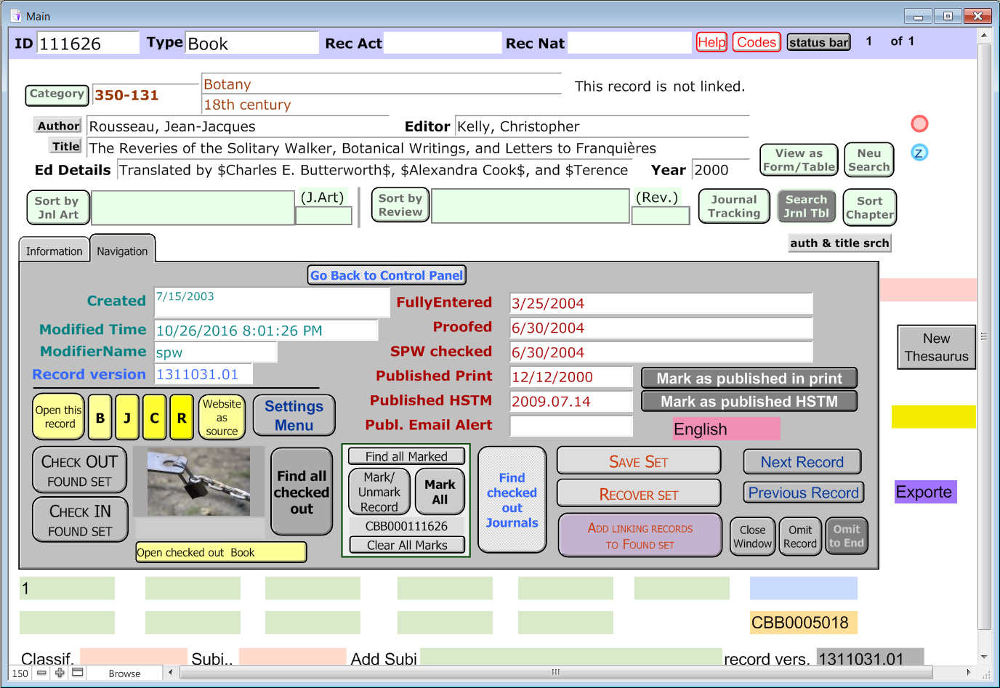 Main
ID 111626 Type Book Rec Act Rec Nat Help Codes status bar 1 of 1
Category 350-131 Botany
18th century
This record is not linked.
Author Rousseau, Jean-Jacques Editor Kelly, Christopher
Title The Reveries of the Solitary Walker, Botanical Writings, and Letters to Franquières
Z
Ed Details Translated by $Charles E. Butterworth$, $Alexandra Cook$, and $Terence Year 2000
View as
Form/Table
Neu
Search
Sort by
Jnl Art
(J.Art)
Sort by
Review
(Rev.)
Journal
Tracking
Search
Jrnl Tbl
Sort
Chapter
auth & title srch
Information Navigation
Go Back to Control Panel
Created 7/15/2003
Modified Time 10/26/2016 8:01:26 PM
ModifierName spw
Record version 1311031.01
FullyEntered 3/25/2004
Proofed 6/30/2004
SPW checked 6/30/2004
Published Print 12/12/2000 Mark as published in print
Published HSTM 2009.07.14 Mark as published HSTM
Publ. Email Alert
English
New
Thesaurus
Open this
record
B J C R
Website
as
source
Settings
Menu
CHECK OUT
FOUND SET
CHECK IN
FOUND SET
Open checked out Book
Find all
checked
out
Find all Marked
Mark/
Unmark
Record
Mark
All
CBB000111626
Clear All Marks
Find
checked
out
Journals
SAVE SET
RECOVER SET
ADD LINKING RECORDS
TO FOUND SET
Next Record
Previous Record
Close
Window
Omit
Record
Omit
to End
Exporte
1
CBB0005018
Classif. Subj.. Add Subj record vers. 1311031.01
150 Browse